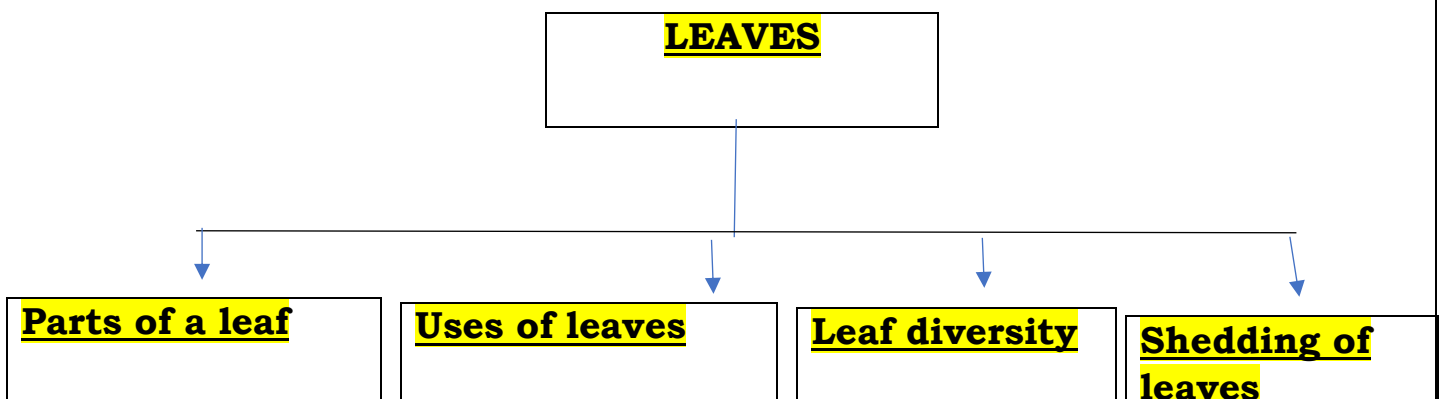 LEAVES
Parts of a leaf
Uses of leaves
Leaf diversity
Shedding of
leaves